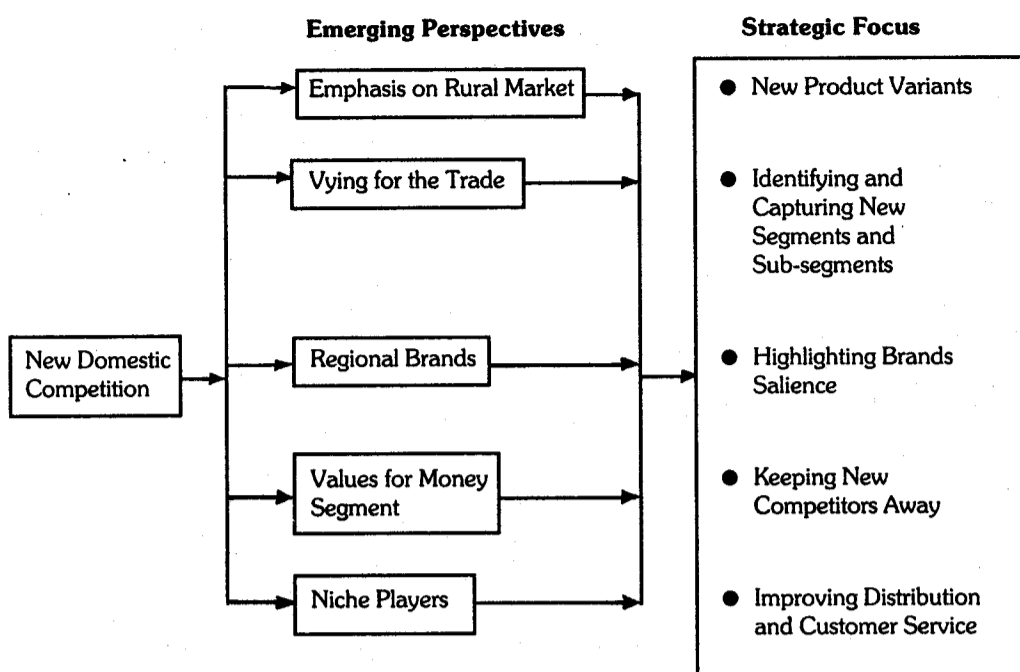 Emerging Perspectives
Strategic Focus
New Domestic
Competition
Emphasis on Rural Market
Vying for the Trade
Regional Brands
Values for Money
Segment
Niche Players
● New Product Variants
● Identifying and
Capturing New
Segments and
Sub-segments
● Highlighting Brands
Salience
● Keeping New
Competitors Away
● Improving Distribution
and Customer Service